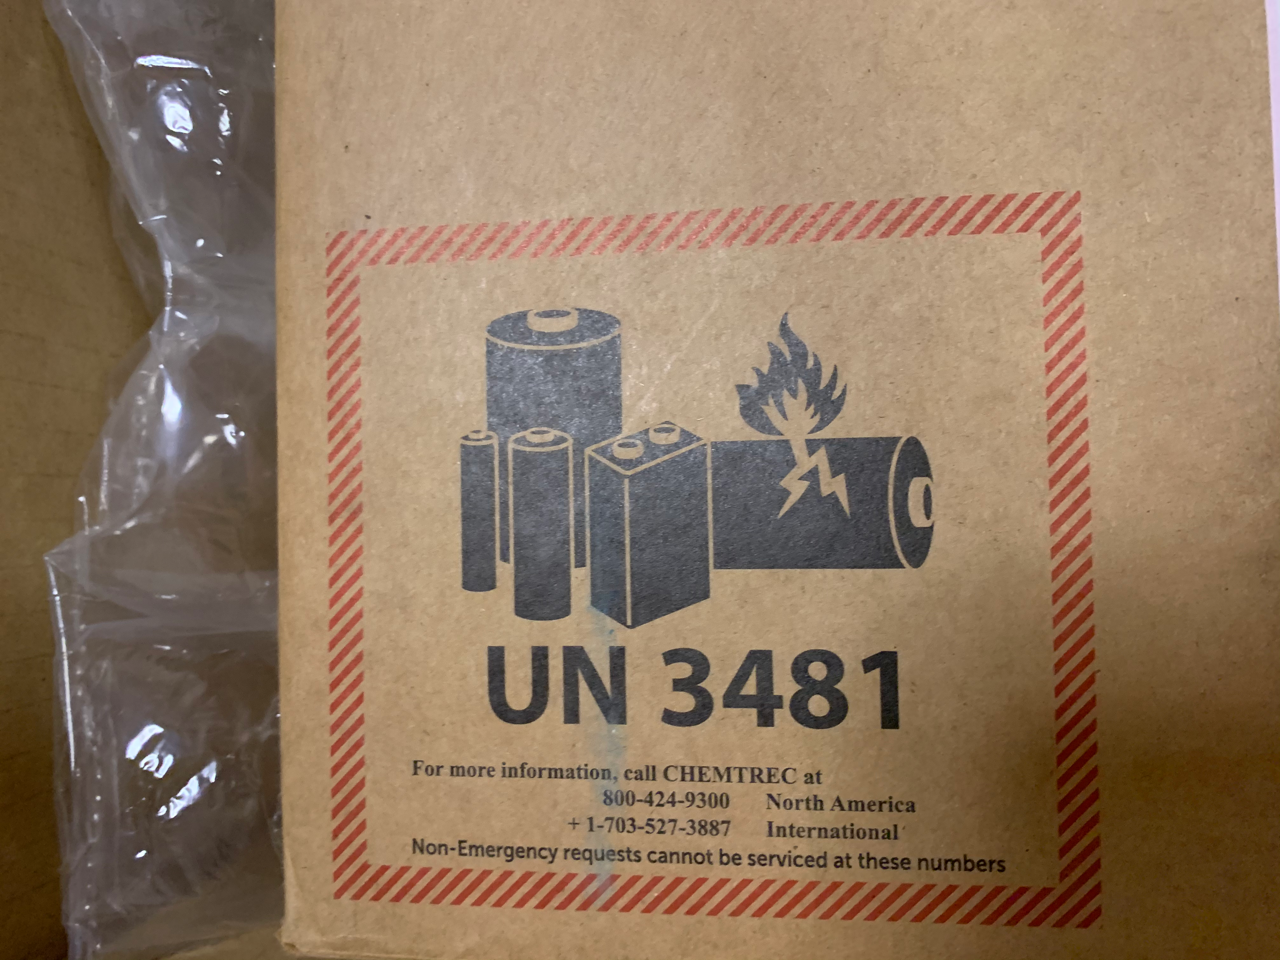 UN 3481
For more information, call CHEMTREC at
800-424-9300 North America
+ 1-703-527-3887 International
Non-Emergency requests cannot be serviced at these numbers